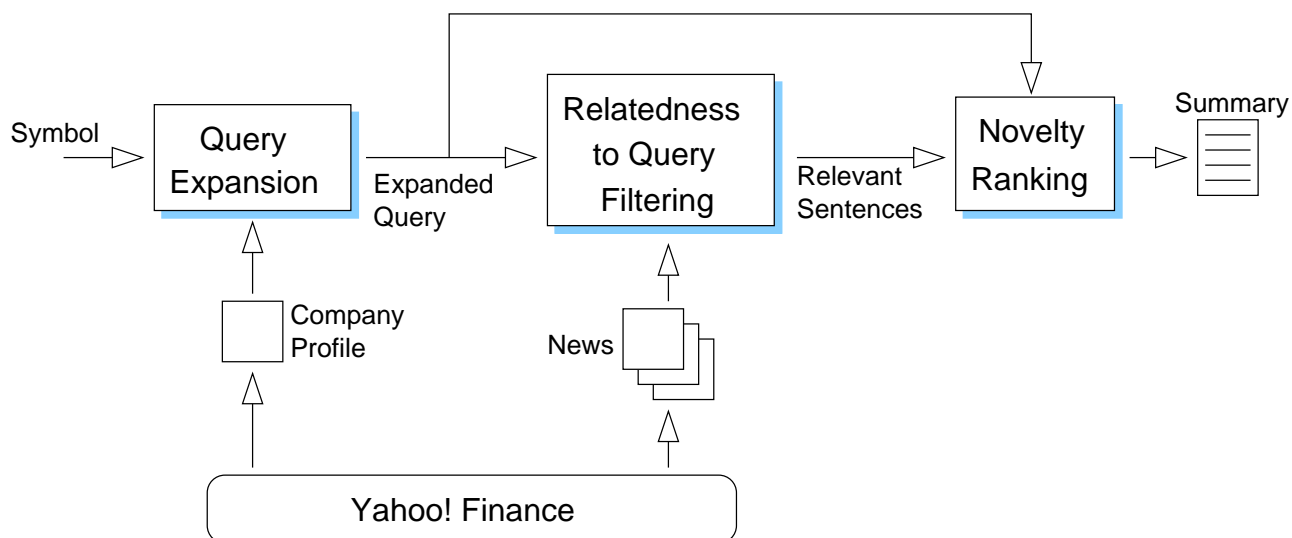 Symbol
Query
Expansion
Expanded
Query
Relatedness
to Query
Filtering
Relevant
Sentences
Novelty
Ranking
Summary
Company
Profile
News
Yahoo! Finance